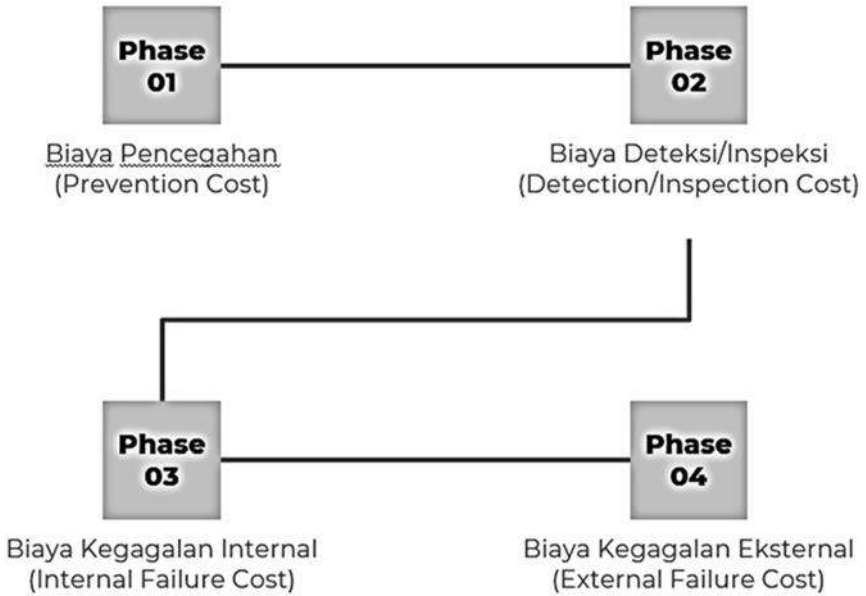 Phase
01
Phase
02
Biaya Pencegahan
(Prevention Cost)
Biaya Deteksi/Inspeksi
(Detection/Inspection Cost)
Phase
03
Phase
04
Biaya Kegagalan Internal
(Internal Failure Cost)
Biaya Kegagalan Eksternal
(External Failure Cost)